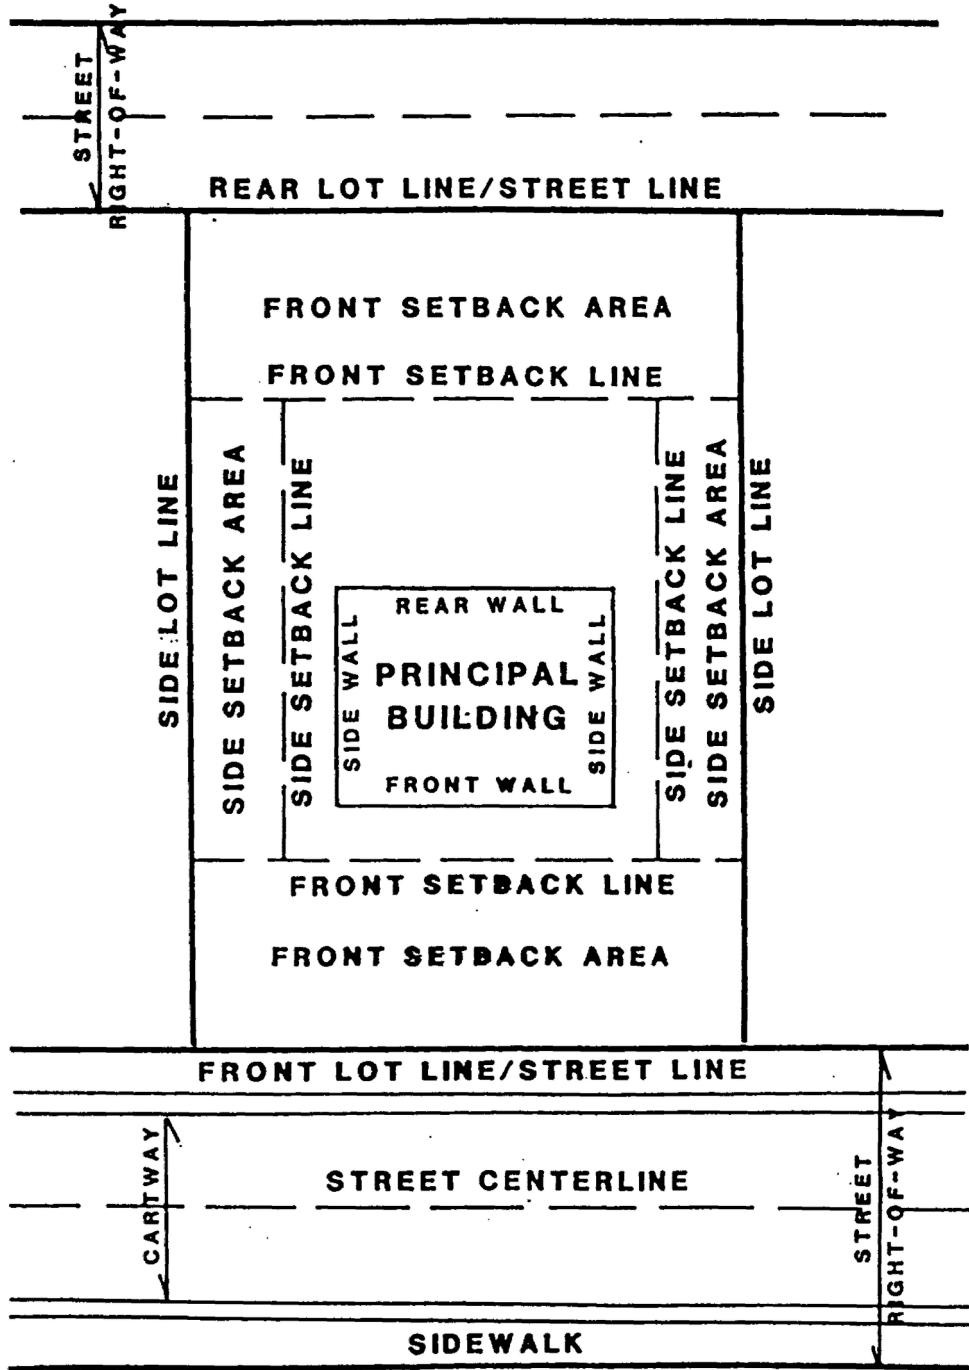 STREET
RIGHT-OF-WAY
REAR LOT LINE/STREET LINE
FRONT SETBACK AREA
FRONT SETBACK LINE
SIDE LOT LINE
SIDE SETBACK AREA
SIDE SETBACK LINE
SIDE WALL
REAR WALL
PRINCIPAL
BUILDING
FRONT WALL
SIDE WALL
SIDE SETBACK LINE
SIDE SETBACK AREA
SIDE LOT LINE
FRONT SETBACK LINE
FRONT SETBACK AREA
FRONT LOT LINE/STREET LINE
CARTWAY
STREET CENTERLINE
STREET
RIGHT-OF-WAY
SIDEWALK